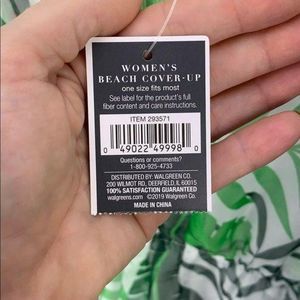 WOMEN'S
BEACH COVER-UP
one size fits most
See label for the product's full
fiber content and care instructions.
ITEM 293571
0 49022 49998 0
Questions or comments?
1-800-925-4733
DISTRIBUTED BY: WALGREEN CO.
200 WILMOT RD., DEERFIELD, IL 60015
100% SATISFACTION GUARANTEED
walgreens.com ©2019 Walgreen Co.
MADE IN CHINA